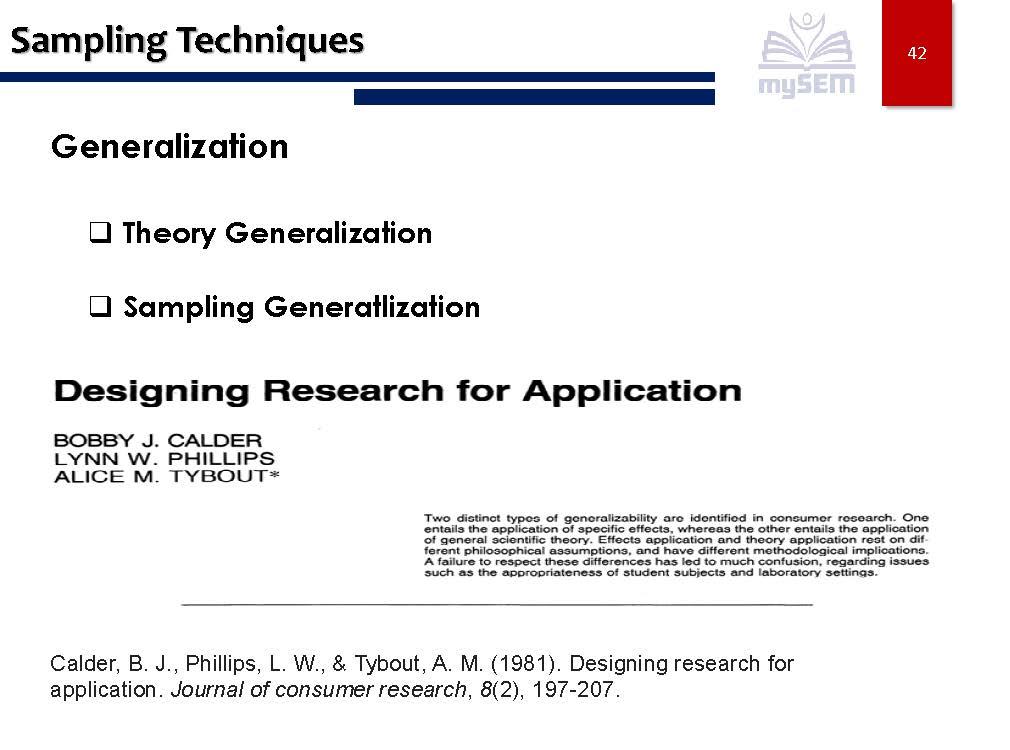 Sampling Techniques
mySEM
42
Generalization
❑ Theory Generalization
❑ Sampling Generatlization
Designing Research for Application
BOBBY J. CALDER
LYNN W. PHILLIPS
ALICE M. TYBOUT*
Two distinct types of generalizability are identified in consumer research. One
entails the application of specific effects, whereas the other entails the application
of general scientific theory. Effects application and theory application rest on dif-
ferent philosophical assumptions, and have different methodological implications.
A failure to respect these differences has led to much confusion, regarding issues
such as the appropriateness of student subjects and laboratory settings.
Calder, B. J., Phillips, L. W., & Tybout, A. M. (1981). Designing research for
application. Journal of consumer research, 8(2), 197-207.